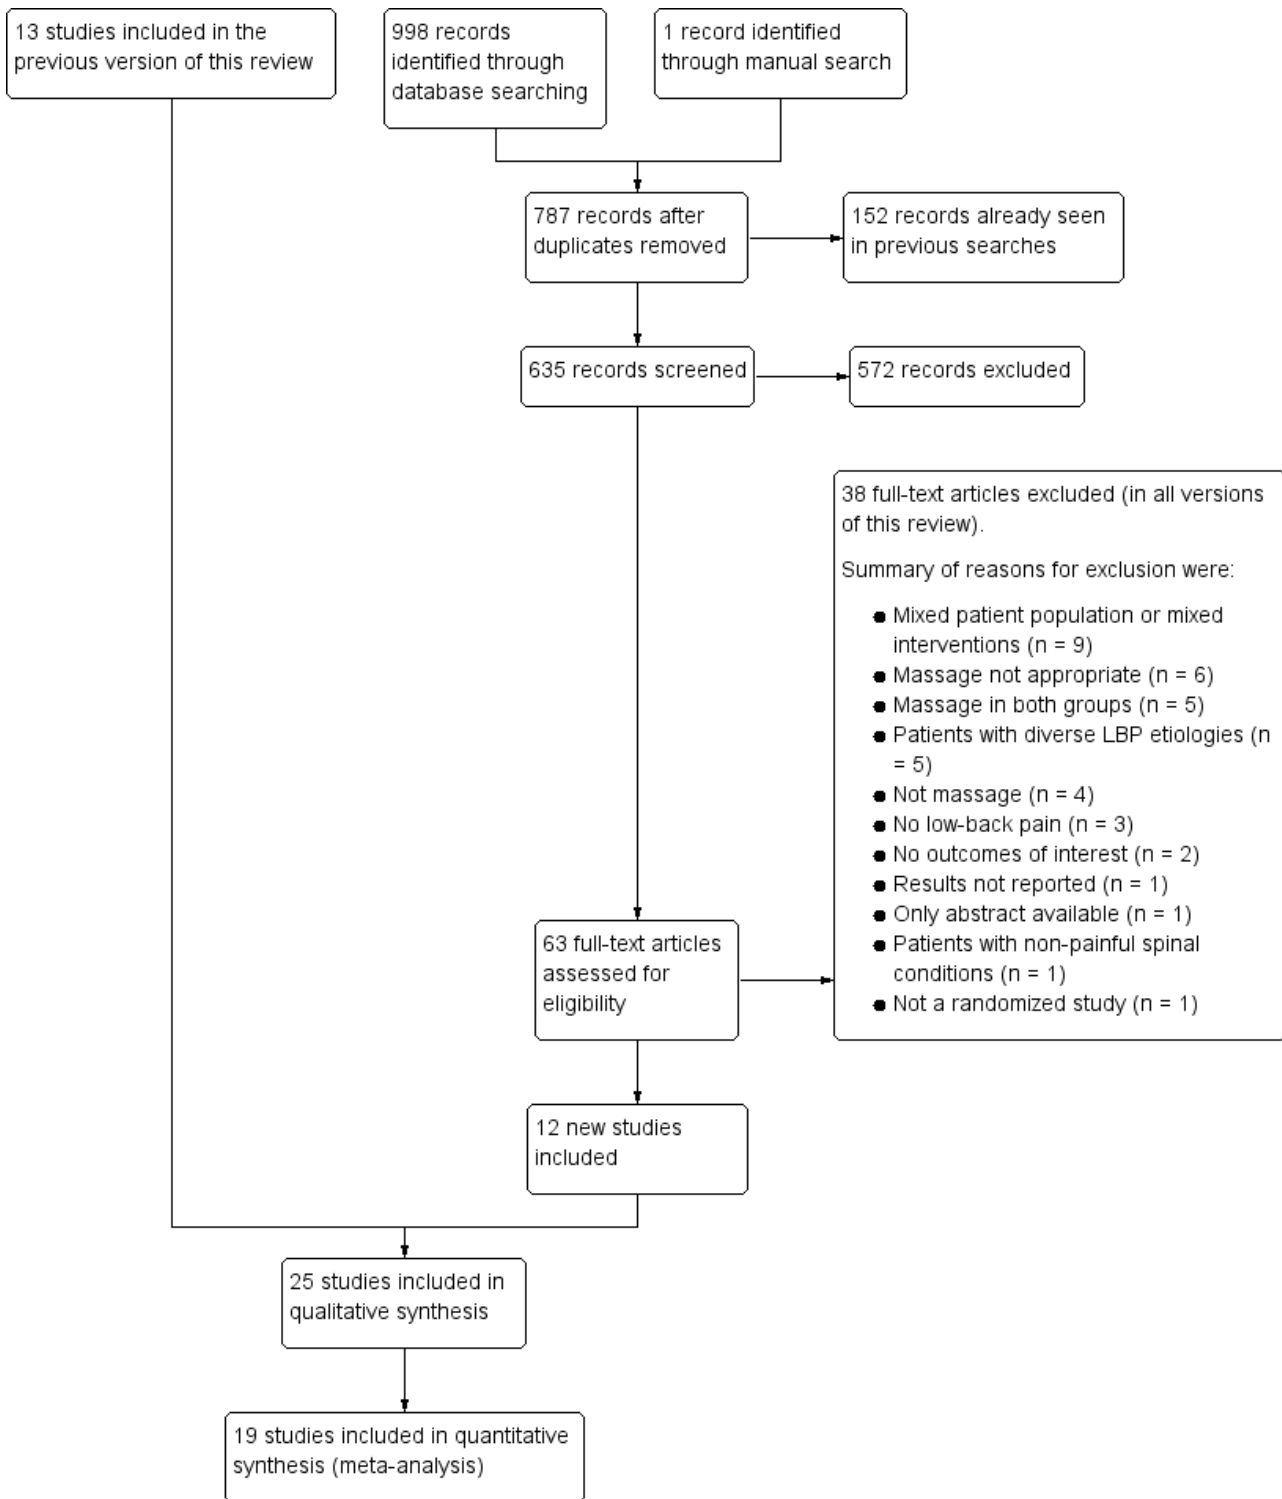 13 studies included in the
previous version of this review
998 records
identified through
database searching
1 record identified
through manual search
787 records after
duplicates removed
152 records already seen
in previous searches
635 records screened
572 records excluded
38 full-text articles excluded (in all versions
of this review).
Summary of reasons for exclusion were:
● Mixed patient population or mixed
interventions (n = 9)
● Massage not appropriate (n = 6)
● Massage in both groups (n = 5)
● Patients with diverse LBP etiologies (n
= 5)
● Not massage (n = 4)
● No low-back pain (n = 3)
● No outcomes of interest (n = 2)
● Results not reported (n = 1)
● Only abstract available (n = 1)
● Patients with non-painful spinal
conditions (n = 1)
● Not a randomized study (n = 1)
63 full-text articles
assessed for
eligibility
12 new studies
included
25 studies included in
qualitative synthesis
19 studies included in quantitative
synthesis (meta-analysis)